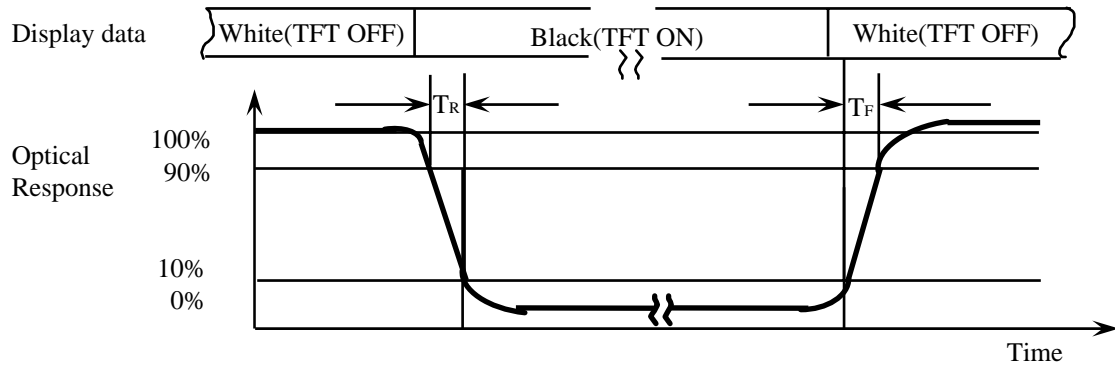 Display data
White(TFT OFF)
Black(TFT ON)
White(TFT OFF)
TR
TF
Optical
Response
100%
90%
10%
0%
Time